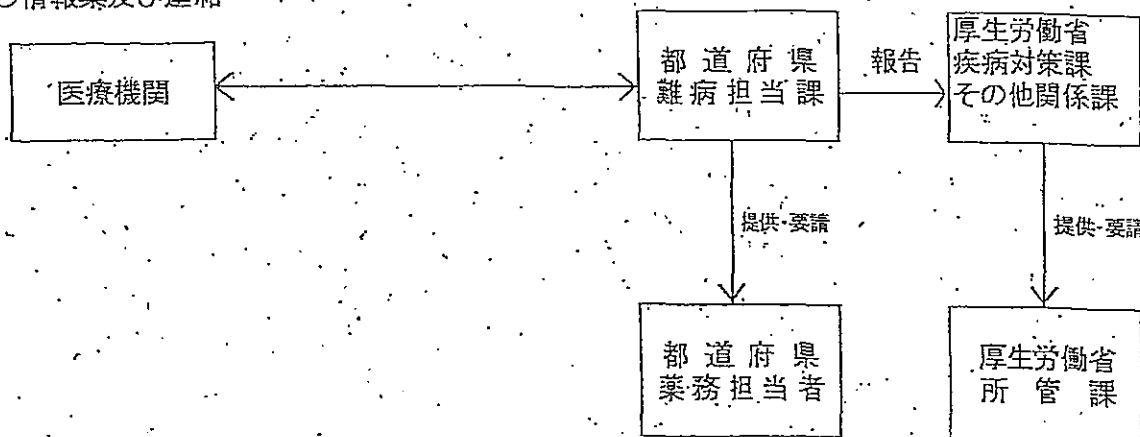 情報集及び連絡
医療機関
都道府県
難病担当課
報告
厚生労働省
疾病対策課
その他関係課
提供・要請
提供・要請
都道府県
薬務担当者
厚生労働省
所管課